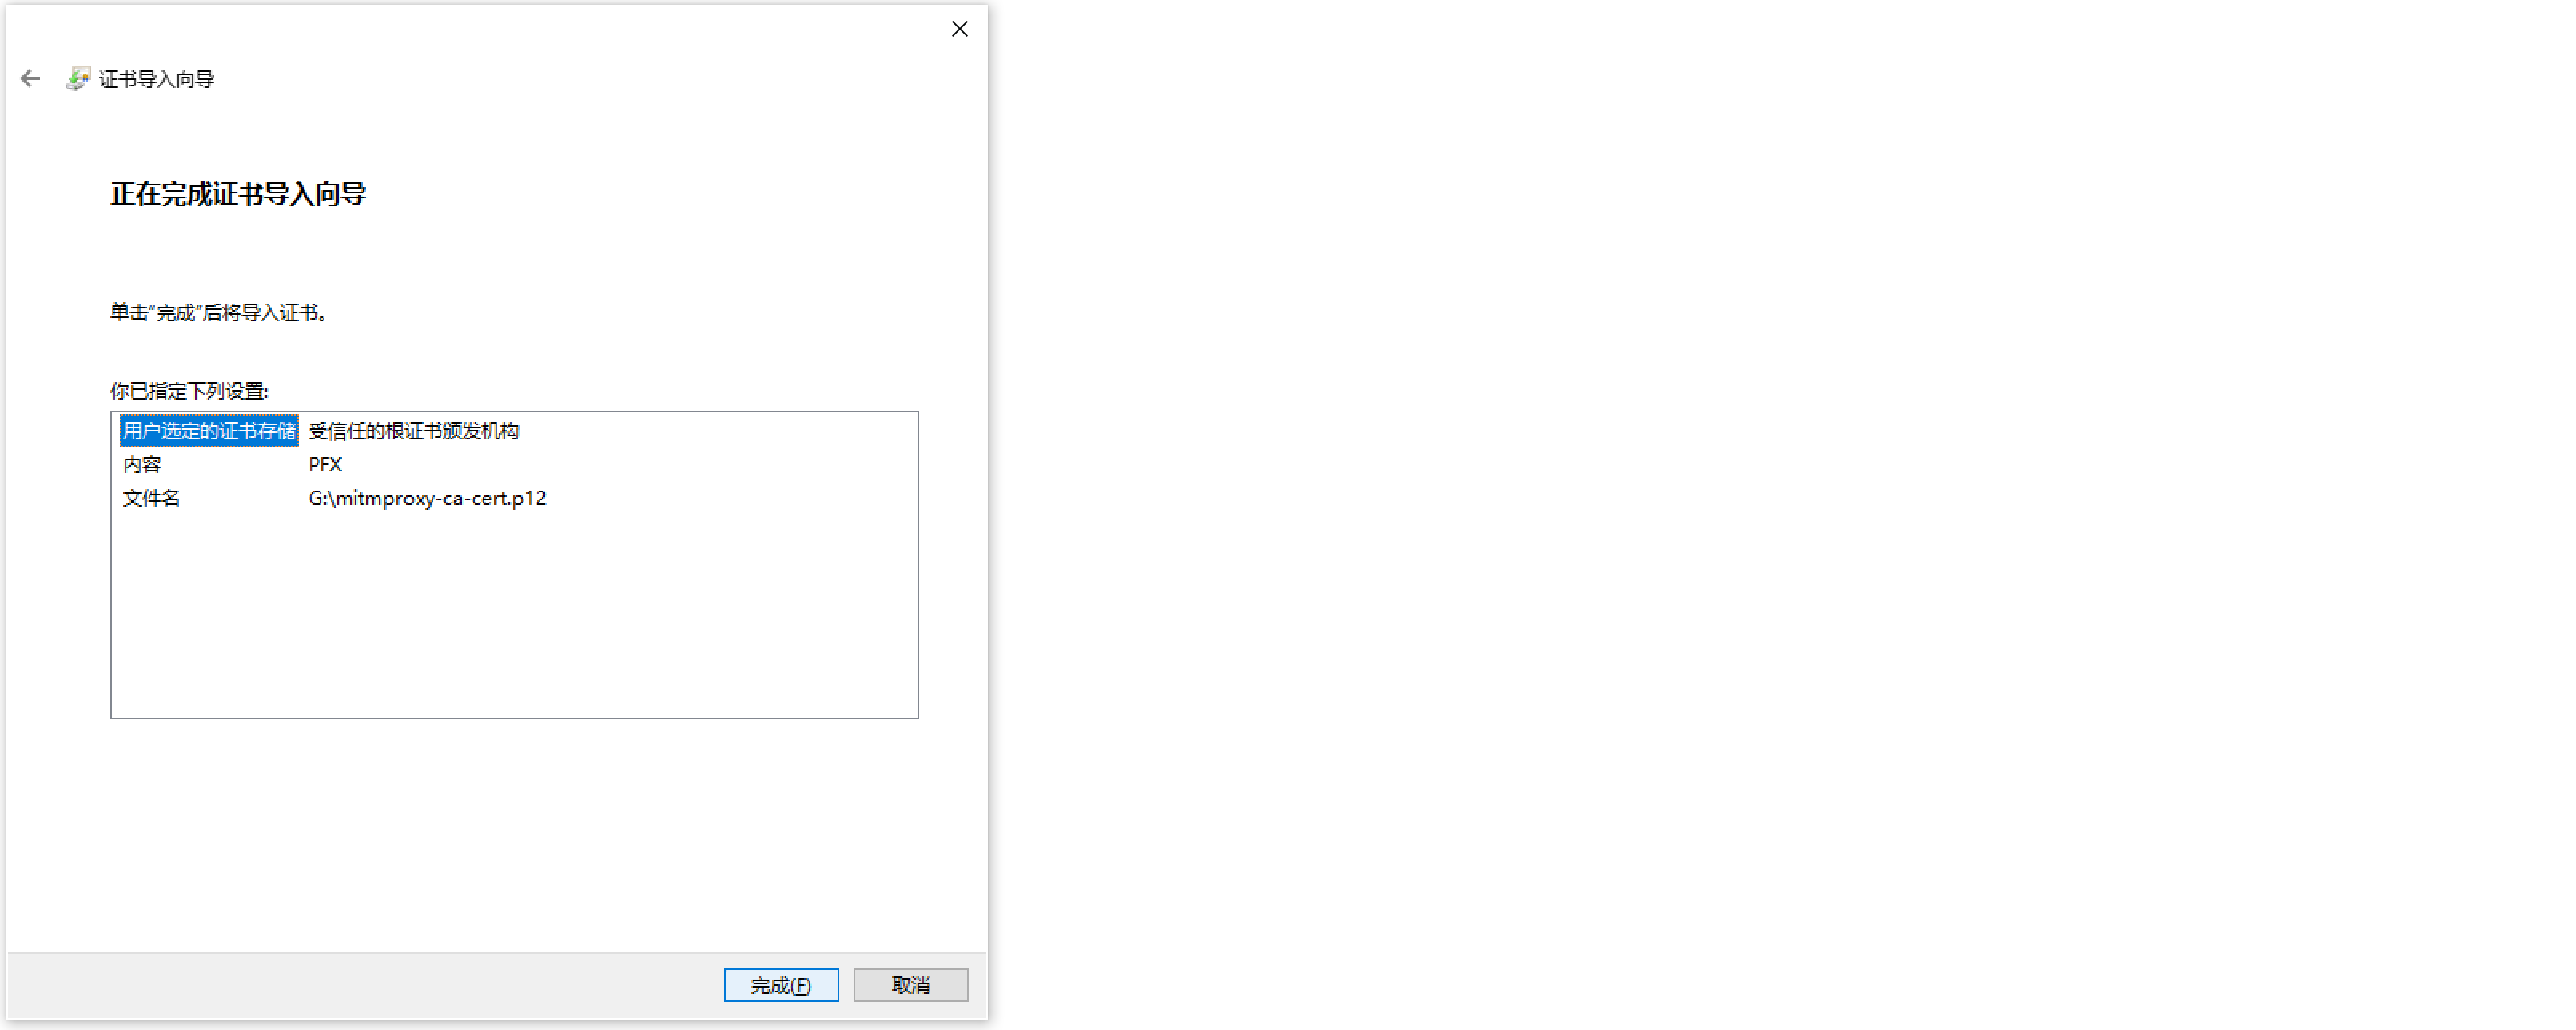 证书导入向导
正在完成证书导入向导
单击"完成"后将导入证书。
你已指定下列设置:
用户选定的证书存储 受信任的根证书颁发机构
内容 PFX
文件名 G:\mitmproxy-ca-cert.p12
完成(F) 取消